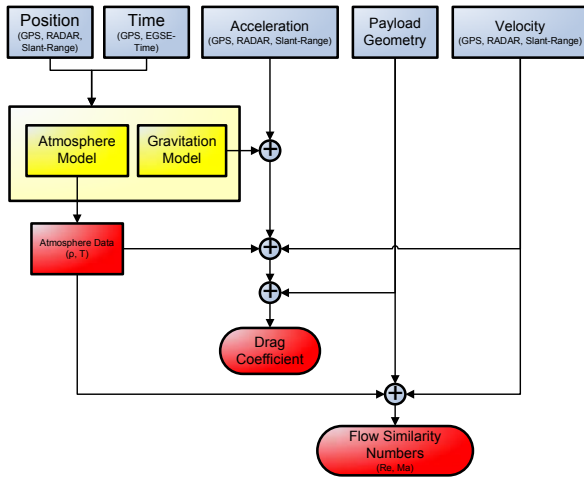 Position
(GPS, RADAR,
Slant-Range)
Time
(GPS, EGSE-
Time)
Acceleration
(GPS, RADAR, Slant-Range)
Payload
Geometry
Velocity
(GPS, RADAR, Slant-Range)
Atmosphere
Model
Gravitation
Model
Atmosphere Data
(ρ, T)
Drag
Coefficient
Flow Similarity
Numbers
(Re, Ma)